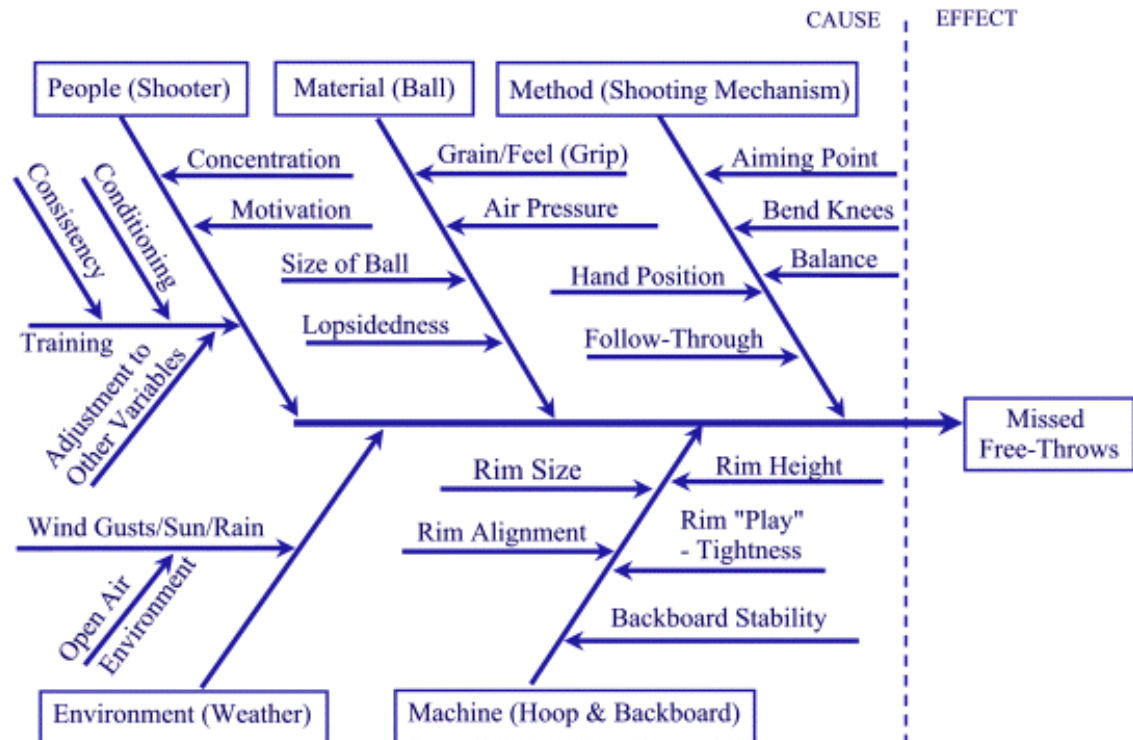 CAUSE
EFFECT
People (Shooter)
Material (Ball)
Method (Shooting Mechanism)
Concentration
Motivation
Consistency
Conditioning
Training
Adjustment to
Other Variables
Grain/Feel (Grip)
Air Pressure
Size of Ball
Lopsidedness
Aiming Point
Bend Knees
Balance
Hand Position
Follow-Through
Missed
Free-Throws
Wind Gusts/Sun/Rain
Open Air
Environment
Rim Size
Rim Height
Rim Alignment
Rim "Play"
- Tightness
Backboard Stability
Environment (Weather)
Machine (Hoop & Backboard)